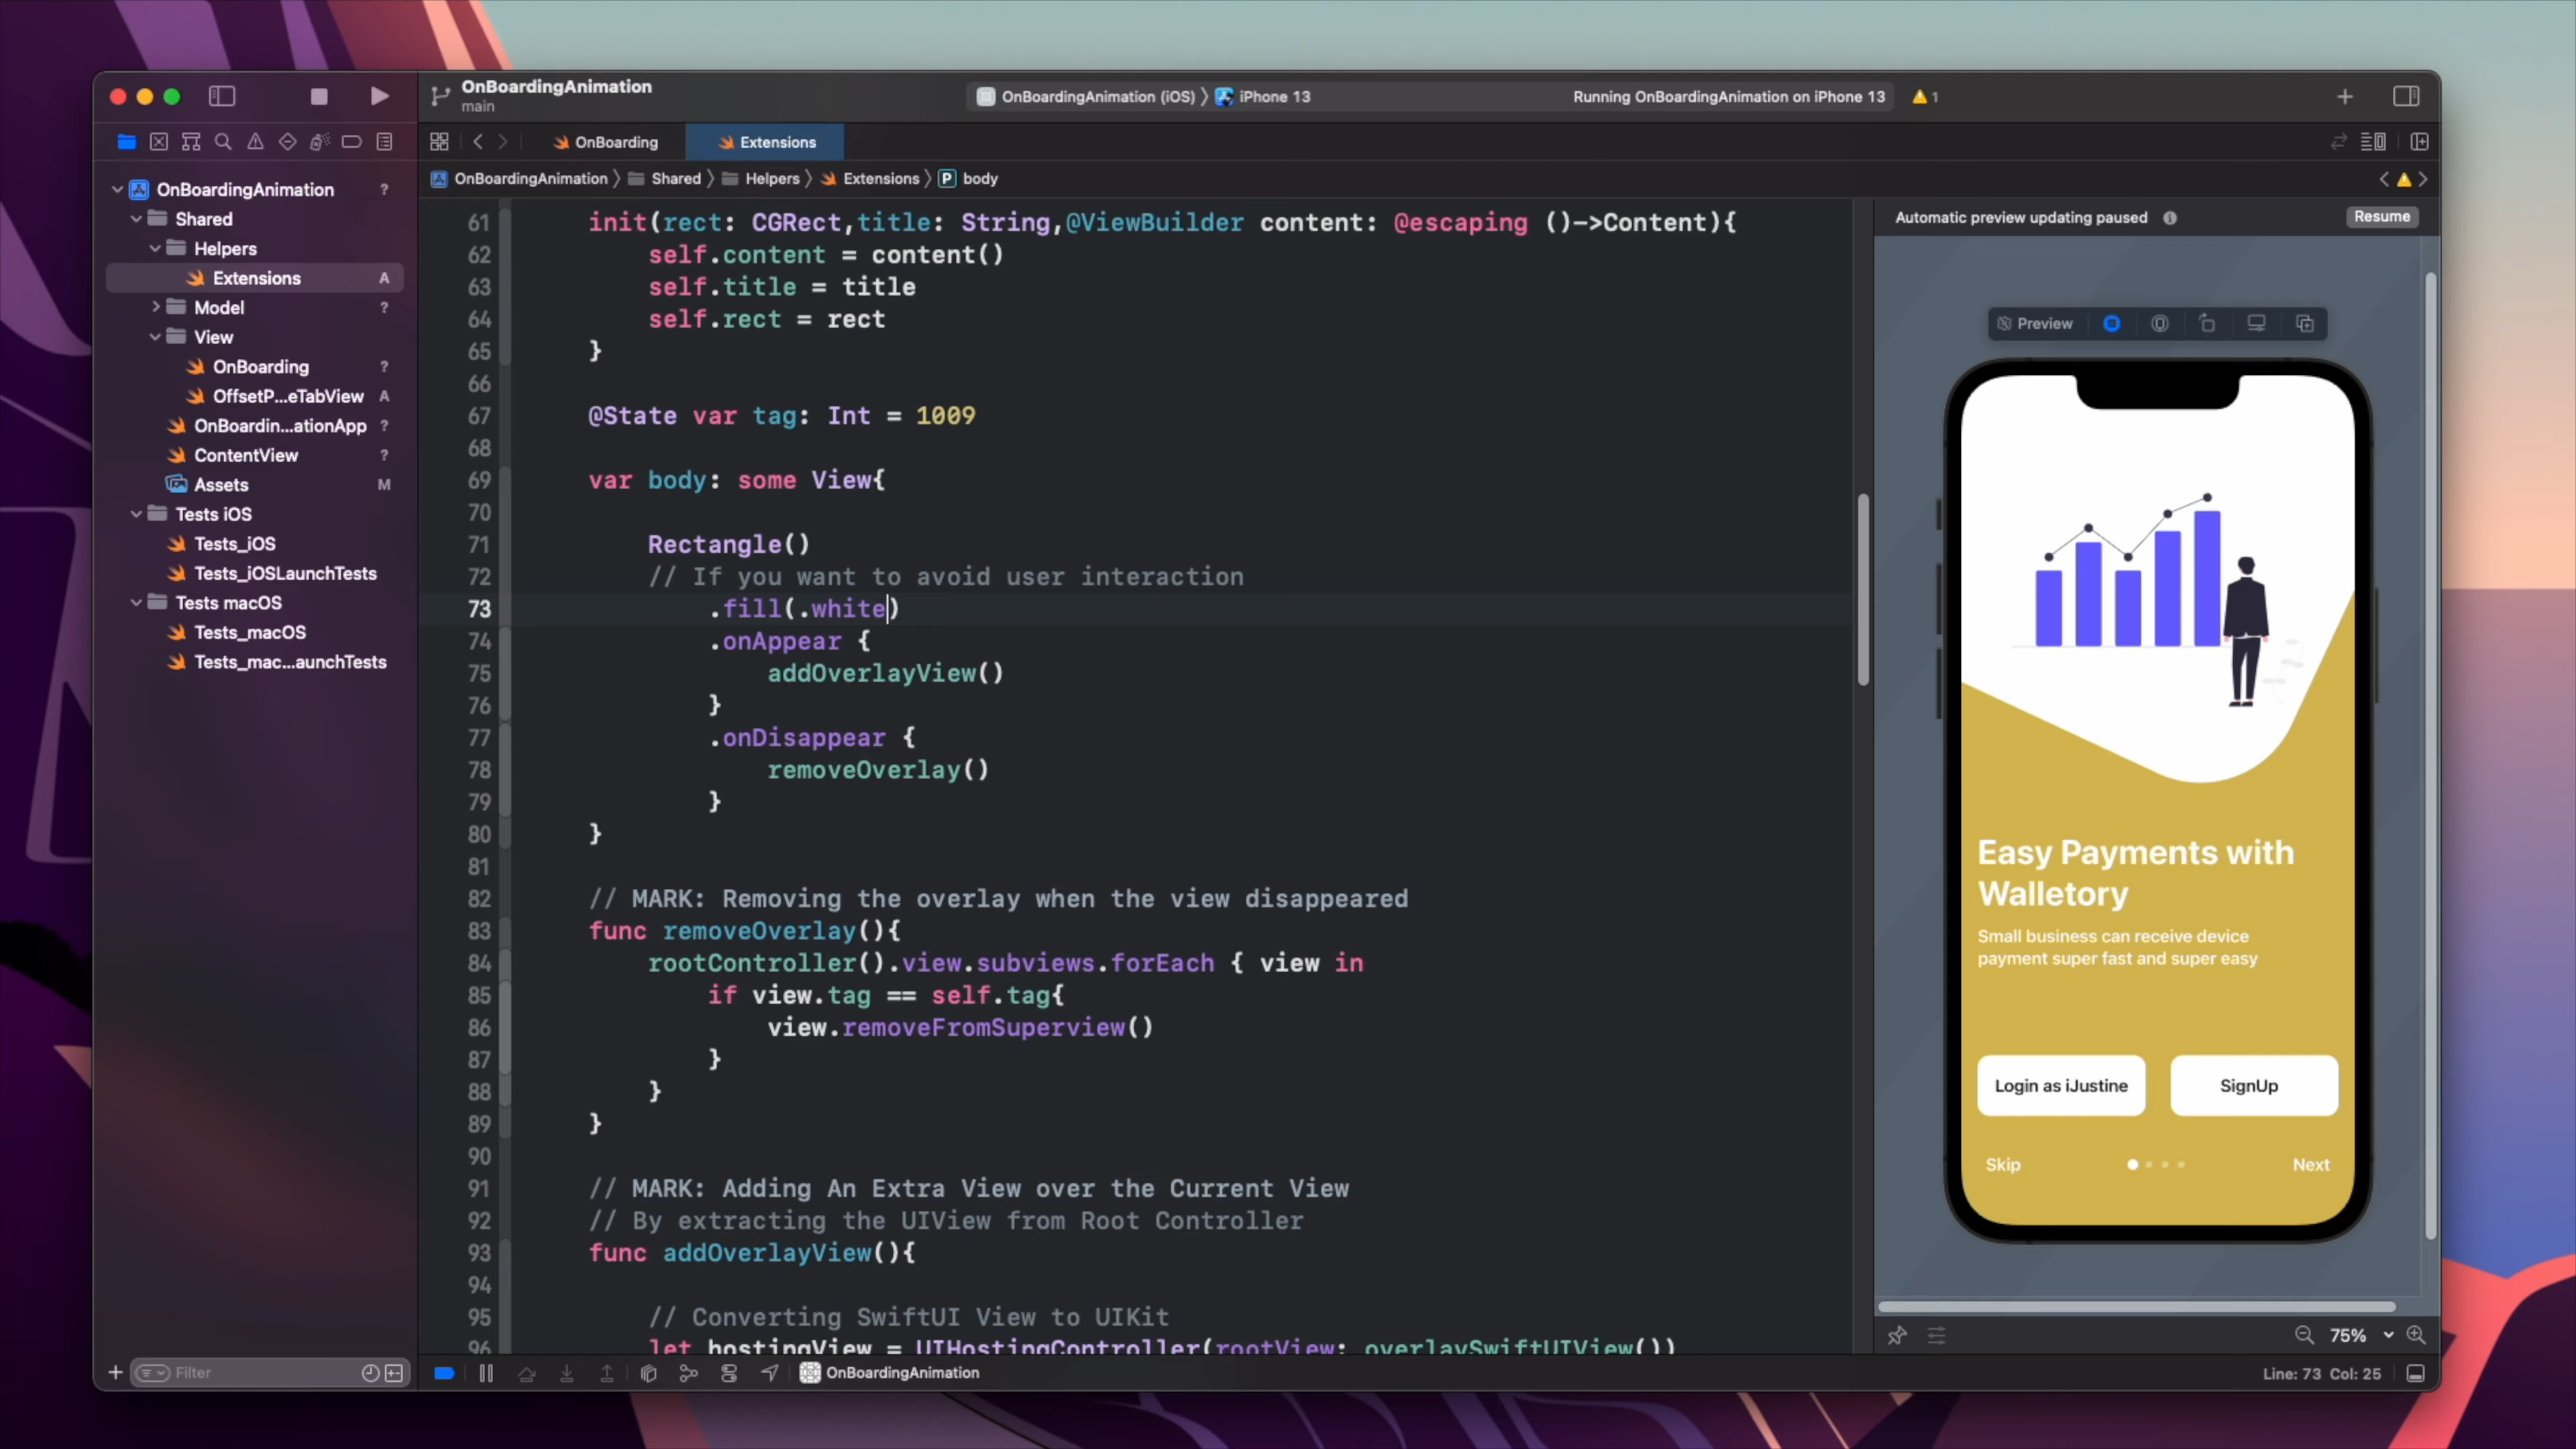 OnBoardingAnimation
main
OnBoardingAnimation (iOS) 〉 iPhone 13
Running OnBoardingAnimation on iPhone 13
1
OnBoarding
Extensions
OnBoardingAnimation 〉 Shared 〉 Helpers 〉 Extensions 〉 P body
OnBoardingAnimation ?
Shared
Helpers
Extensions A
Model ?
View
OnBoarding ?
OffsetP...eTabView A
OnBoardin...ationApp ?
ContentView ?
Assets M
Tests iOS
Tests_iOS
Tests_iOSLaunchTests
Tests macOS
Tests_macOS
Tests_mac...aunchTests
Filter
61 init(rect: CGRect,title: String,@ViewBuilder content: @escaping ()->Content){
62 self.content = content()
63 self.title = title
64 self.rect = rect
65 }
66
67 @State var tag: Int = 1009
68
69 var body: some View{
70
71 Rectangle()
72 // If you want to avoid user interaction
73 .fill(.white)
74 .onAppear {
75 addOverlayView()
76 }
77 .onDisappear {
78 removeOverlay()
79 }
80 }
81
82 // MARK: Removing the overlay when the view disappeared
83 func removeOverlay(){
84 rootController().view.subviews.forEach { view in
85 if view.tag == self.tag{
86 view.removeFromSuperview()
87 }
88 }
89 }
90
91 // MARK: Adding An Extra View over the Current View
92 // By extracting the UIView from Root Controller
93 func addOverlayView(){
94
95 // Converting SwiftUI View to UIKit
96 let hostingView = UIHostingController(rootView: overlaySwiftUIView())
Automatic preview updating paused
Resume
Preview
Easy Payments with
Walletory
Small business can receive device
payment super fast and super easy
Login as iJustine
SignUp
Skip
Next
75%
OnBoardingAnimation
Line: 73 Col: 25